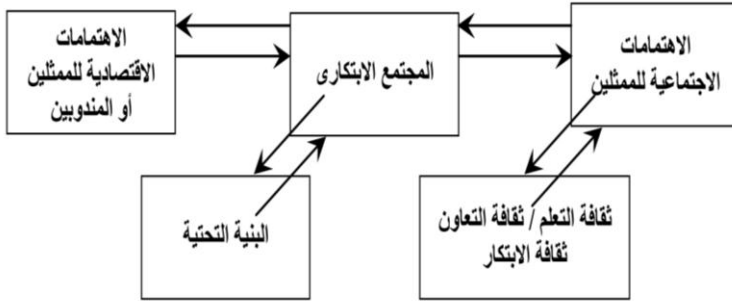 الاهتمامات
الاجتماعية للممثلين
المجتمع الابتكارى
الاهتمامات
الاقتصادية للممثلين
أو المندوبين
ثقافة التعلم / ثقافة التعاون
ثقافة الابتكار
البنية التحتية